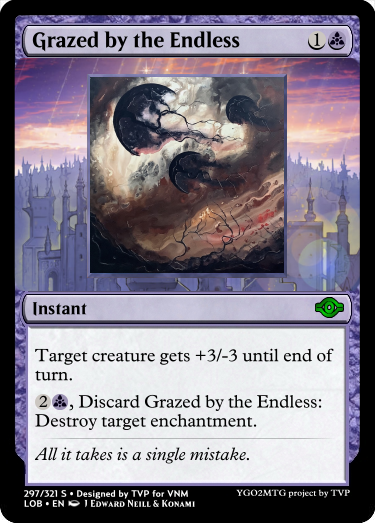 Grazed by the Endless 1
Instant
Target creature gets +3/-3 until end of
turn.
2, Discard Grazed by the Endless:
Destroy target enchantment.
All it takes is a single mistake.
297/321 S • Designed by TVP for VNM
YGO2MTG project by TVP
LOB • EN J Edward Neill & Konami